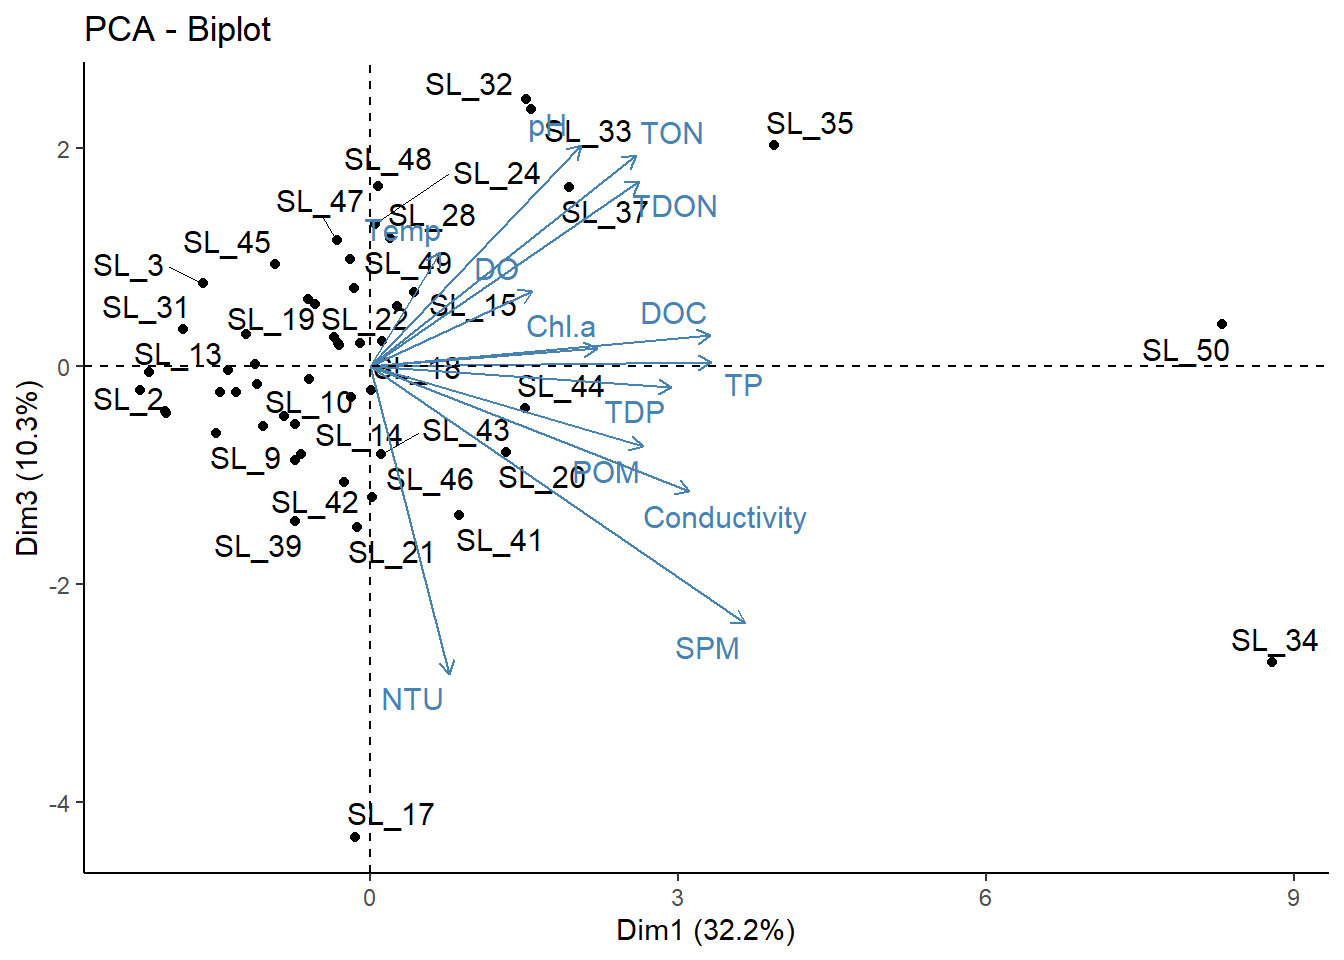 PCA - Biplot
SL_32
SL_35
pH
SL_33
TON
SL_48
SL_24
SL_47
SL_28
SL_37
TDON
Temp
SL_45
SL_3
SL_49
DO
SL_31
SL_19
SL_22
SL_15
Chl.a
DOC
SL_13
SL_18
SL_50
SL_2
SL_10
SL_44
TP
TDP
SL_14
SL_43
SL_9
SL_46
SL_20
POM
SL_42
Conductivity
SL_39
SL_21
SL_41
SPM
SL_34
NTU
SL_17
2
0
-2
-4
0
3
6
9
Dim1 (32.2%)
Dim3 (10.3%)